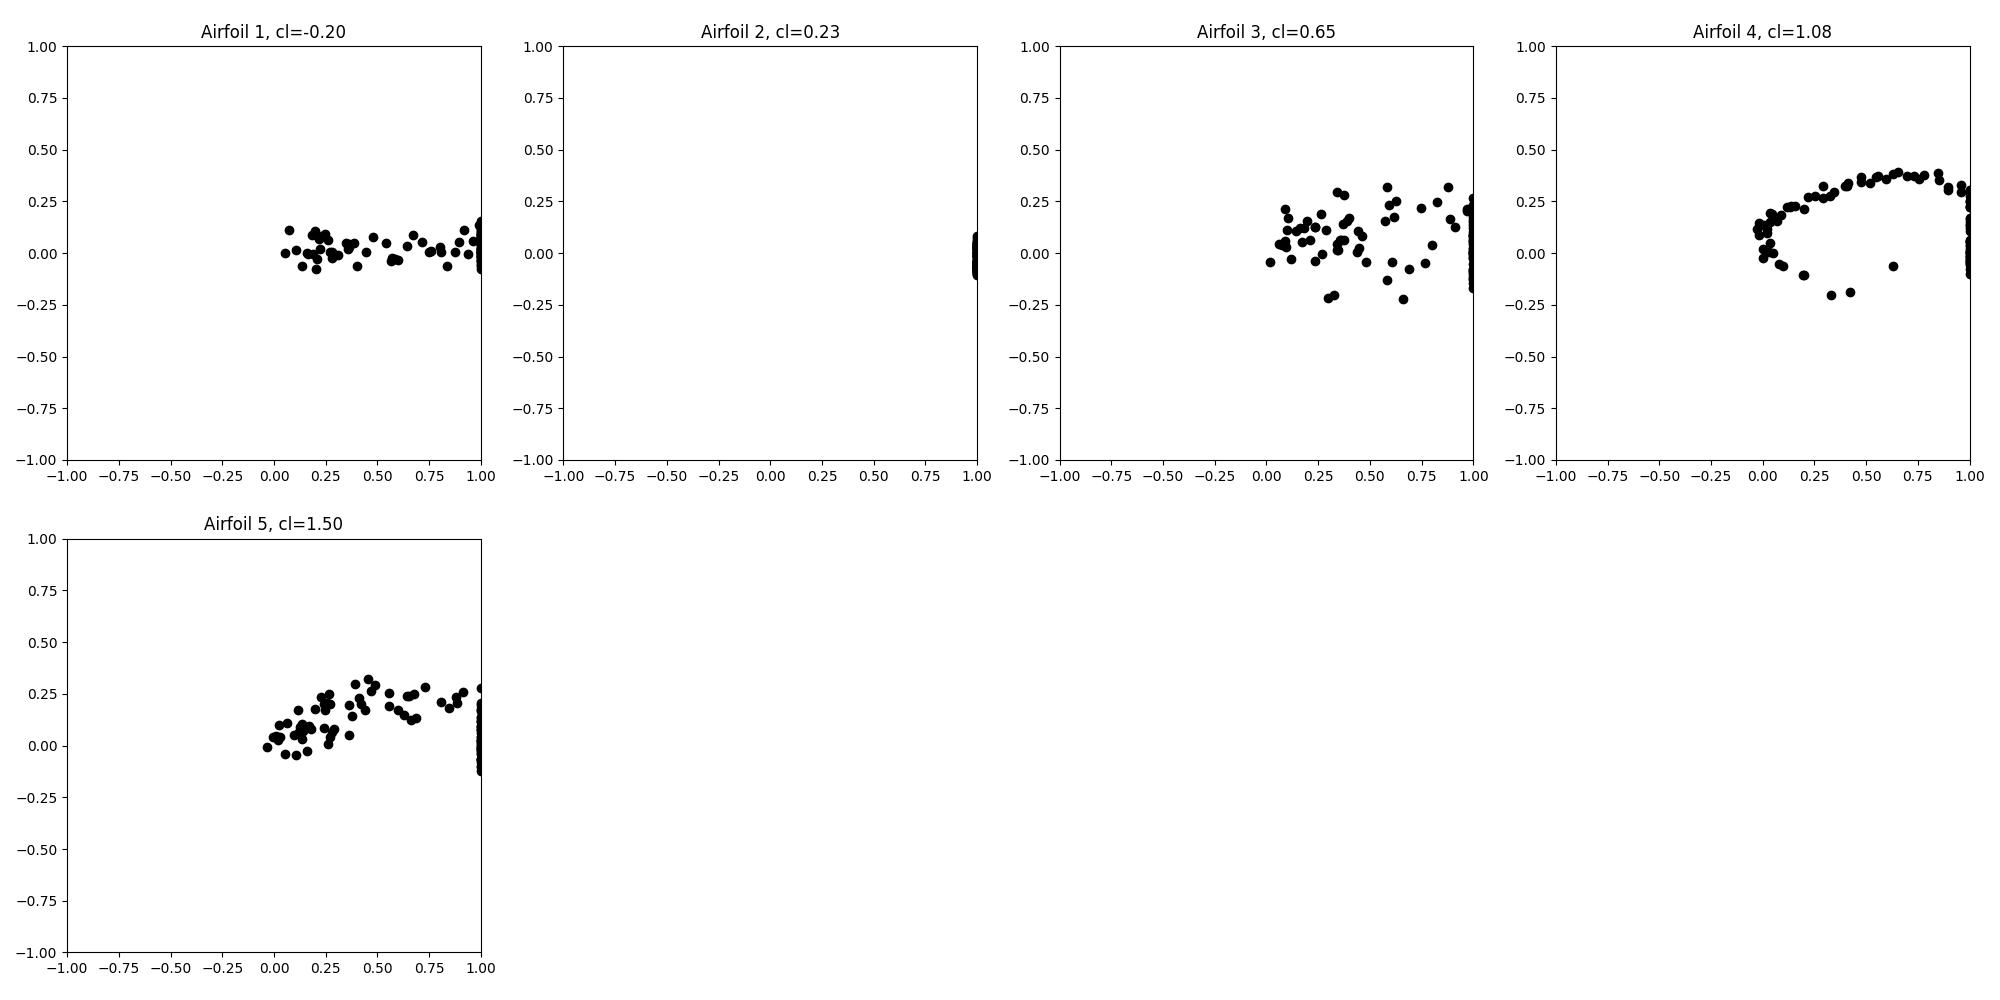 Airfoil 1, cl=-0.20
Airfoil 2, cl=0.23
Airfoil 3, cl=0.65
Airfoil 4, cl=1.08
1.00 1.00 1.00 1.00
0.75 0.75 0.75 0.75
0.50 0.50 0.50 0.50
0.25 0.25 0.25 0.25
0.00 0.00 0.00 0.00
−0.25 −0.25 −0.25 −0.25
−0.50 −0.50 −0.50 −0.50
−0.75 −0.75 −0.75 −0.75
−1.00 −1.00 −1.00 −1.00
−1.00 −0.75 −0.50 −0.25 0.00 0.25 0.50 0.75 1.00
−1.00 −0.75 −0.50 −0.25 0.00 0.25 0.50 0.75 1.00
−1.00 −0.75 −0.50 −0.25 0.00 0.25 0.50 0.75 1.00
−1.00 −0.75 −0.50 −0.25 0.00 0.25 0.50 0.75 1.00
Airfoil 5, cl=1.50
1.00
0.75
0.50
0.25
0.00
−0.25
−0.50
−0.75
−1.00
−1.00 −0.75 −0.50 −0.25 0.00 0.25 0.50 0.75 1.00